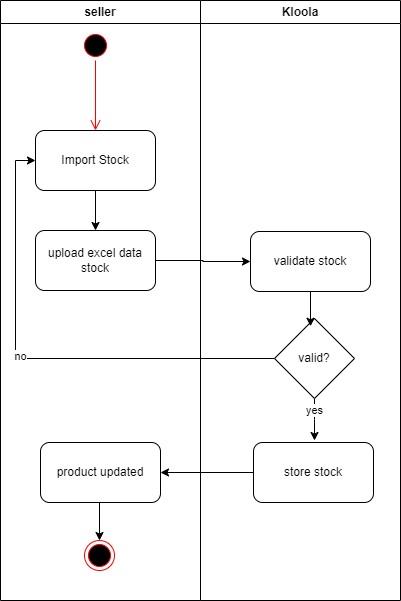 seller
Kloola
Import Stock
upload excel data
stock
validate stock
valid?
no
yes
product updated
store stock